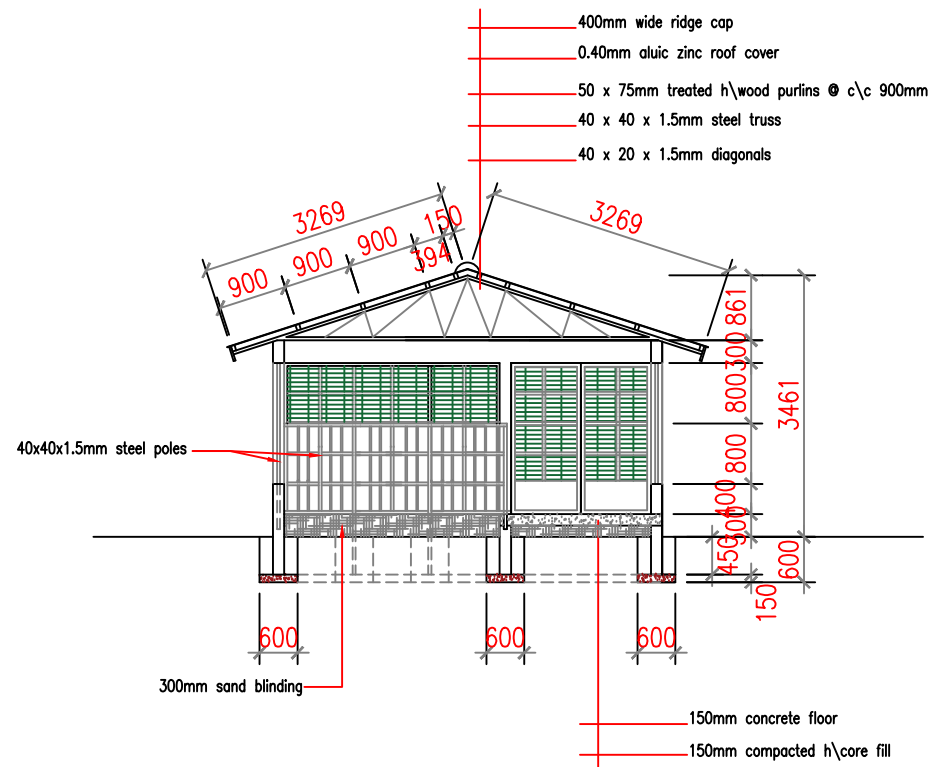 400mm wide ridge cap
0.40mm aluic zinc roof cover
50 x 75mm treated h\wood purlins @ c\c 900mm
40 x 40 x 1.5mm steel truss
40 x 20 x 1.5mm diagonals
3269
3269
150
394
900
900
900
861
300
800
3461
40x40x1.5mm steel poles
800
400
300
450
600
150
600
600
600
300mm sand blinding
150mm concrete floor
150mm compacted h\core fill